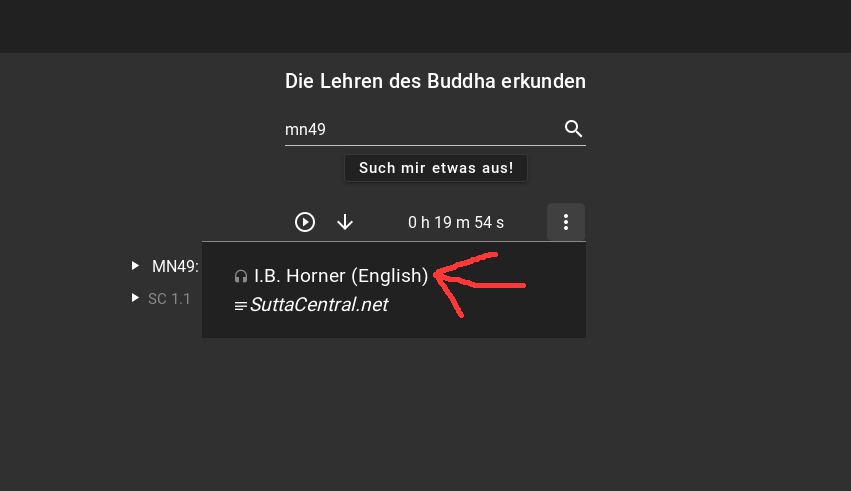 Die Lehren des Buddha erkunden
mn49
Such mir etwas aus!
0 h 19 m 54 s
MN49:
I.B. Horner (English)
SC 1.1
SuttaCentral.net